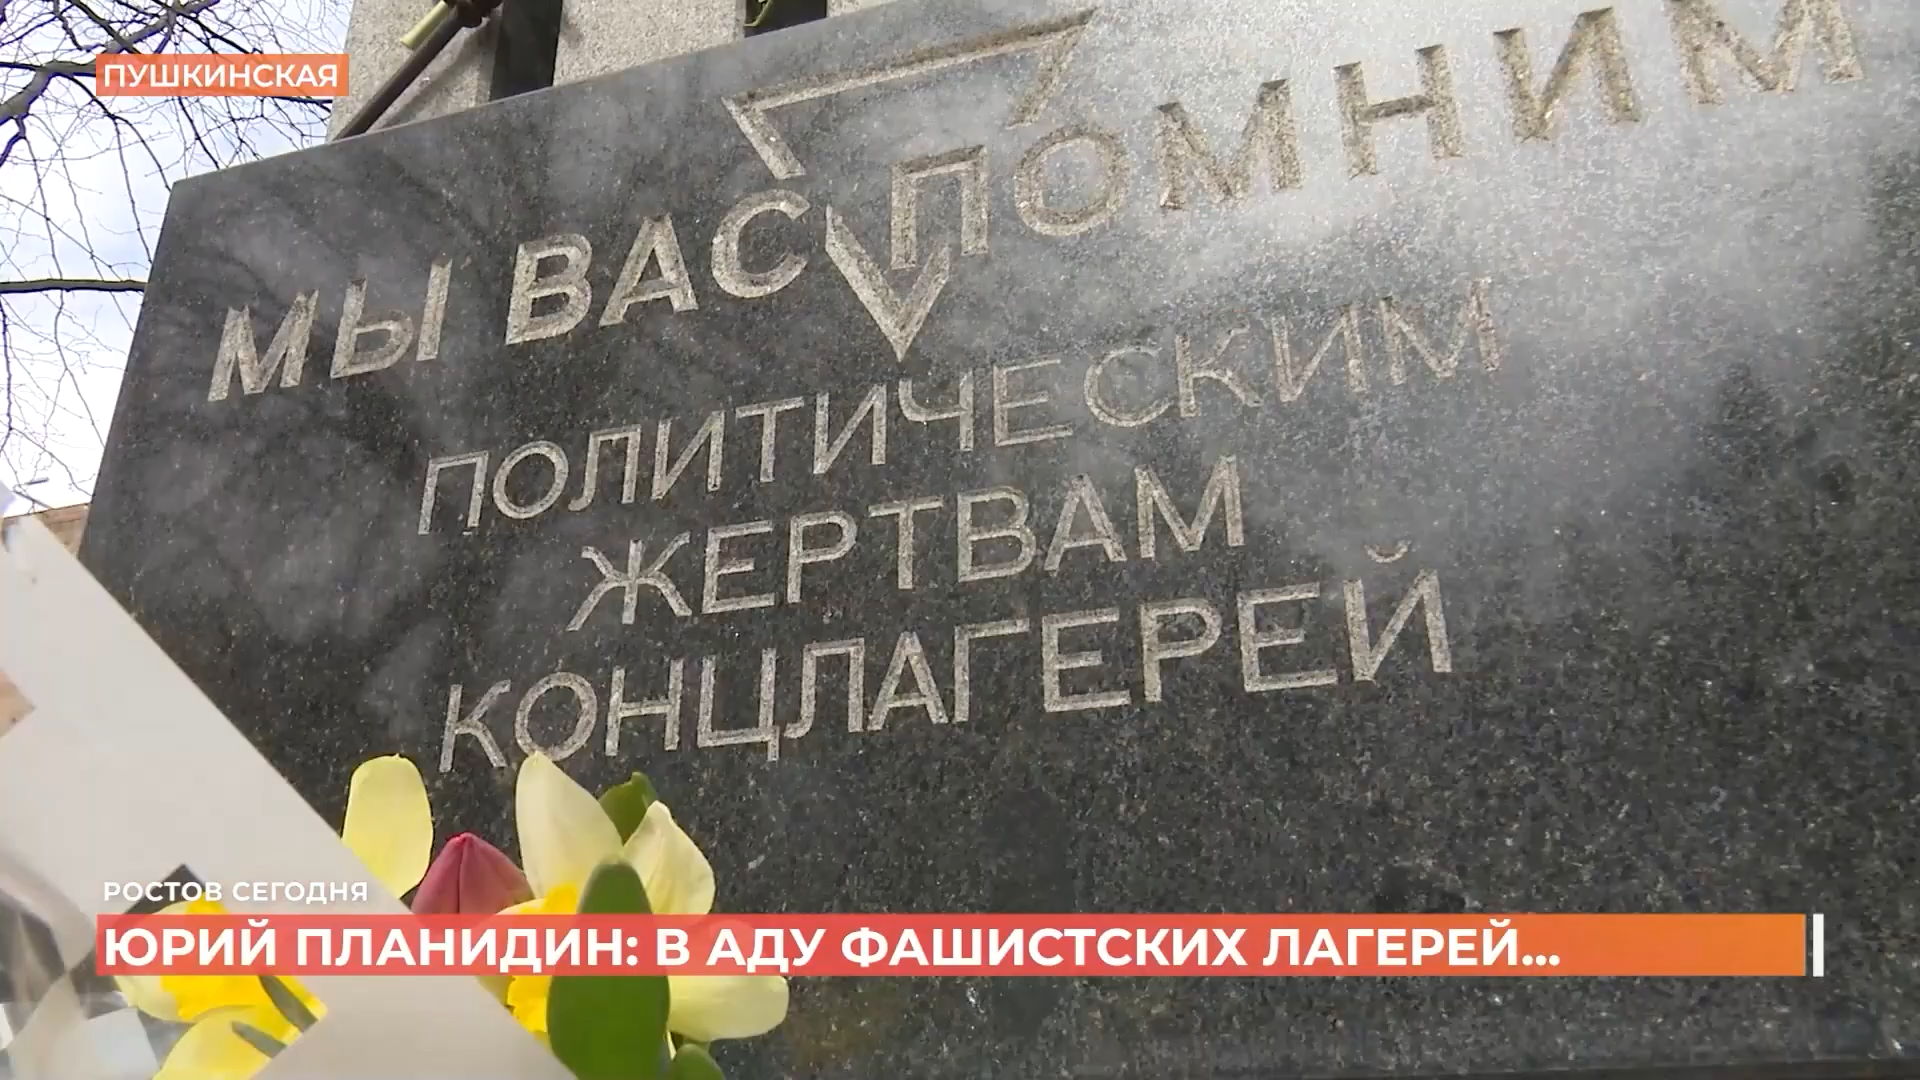 ПУШКИНСКАЯ
МЫ ВАС ПОМНИМ
ПОЛИТИЧЕСКИМ
ЖЕРТВАМ
КОНЦЛАГЕРЕЙ
РОСТОВ СЕГОДНЯ
ЮРИЙ ПЛАНИДИН: В АДУ ФАШИСТСКИХ ЛАГЕРЕЙ...